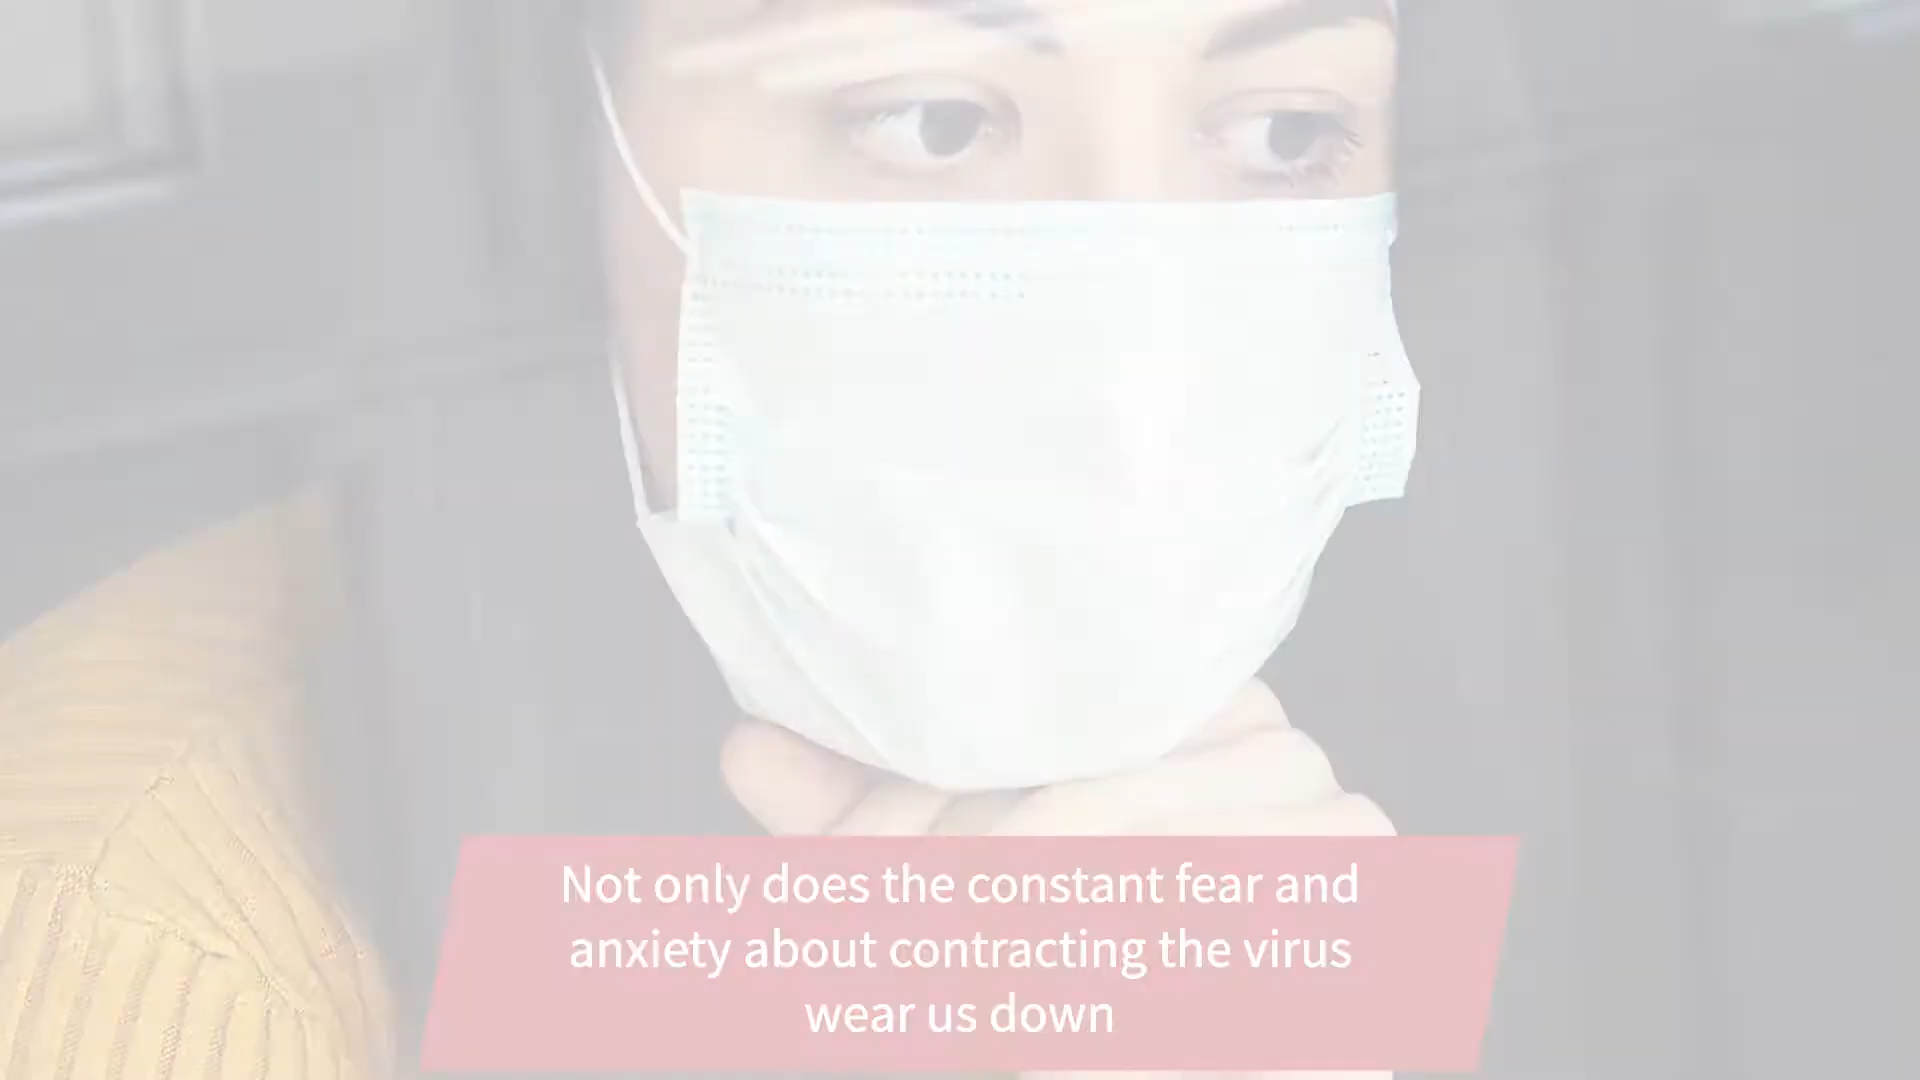 Not only does the constant fear and
anxiety about contracting the virus
wear us down